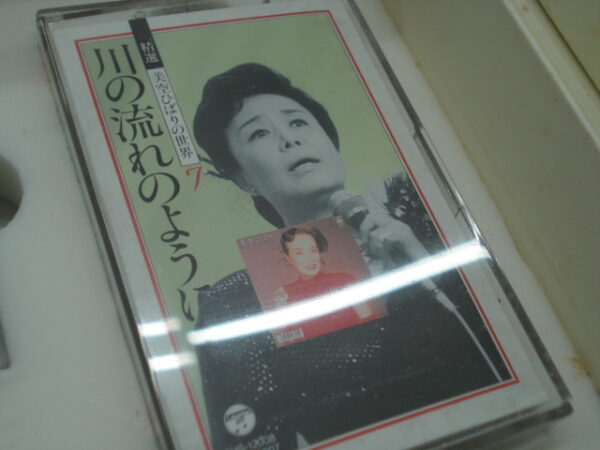 精選
美空ひばりの世界
7
川の流れのように